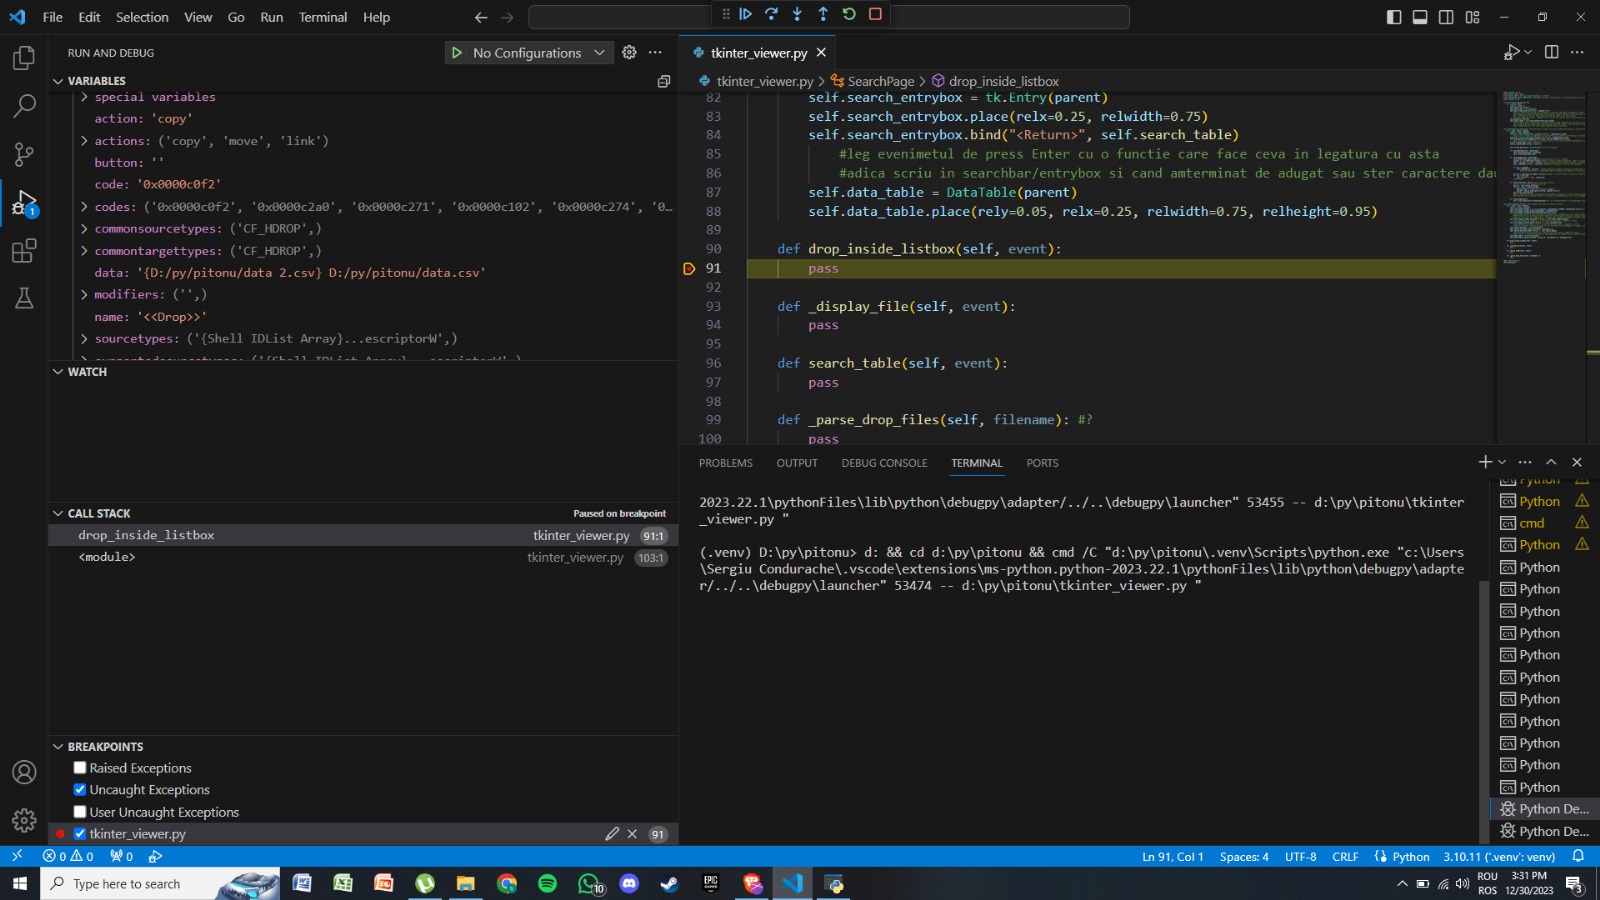 File Edit Selection View Go Run Terminal Help
RUN AND DEBUG
No Configurations
VARIABLES
special variables
action: 'copy'
actions: ('copy', 'move', 'link')
button: ''
code: '0x0000c0f2'
codes: ('0x0000c0f2', '0x0000c2a0', '0x0000c271', '0x0000c102', '0x0000c274', '0…
commonsourcetypes: ('CF_HDROP',)
commontargettypes: ('CF_HDROP',)
data: '{D:/py/pitonu/data 2.csv} D:/py/pitonu/data.csv'
modifiers: ('',)
name: '<<Drop>>'
sourcetypes: ('{Shell IDList Array}...escriptorW',)
WATCH
CALL STACK
Paused on breakpoint
drop_inside_listbox tkinter_viewer.py 91:1
<module> tkinter_viewer.py 103:1
BREAKPOINTS
Raised Exceptions
Uncaught Exceptions
User Uncaught Exceptions
tkinter_viewer.py 91
tkinter_viewer.py
tkinter_viewer.py > SearchPage > drop_inside_listbox
82 self.search_entrybox = tk.Entry(parent)
83 self.search_entrybox.place(relx=0.25, relwidth=0.75)
84 self.search_entrybox.bind("<Return>", self.search_table)
85 #leg evenimetul de press Enter cu o functie care face ceva in legatura cu asta
86 #adica scriu in searchbar/entrybox si cand amterminat de adugat sau ster caractere dau
87 self.data_table = DataTable(parent)
88 self.data_table.place(rely=0.05, relx=0.25, relwidth=0.75, relheight=0.95)
89
90 def drop_inside_listbox(self, event):
91 pass
92
93 def _display_file(self, event):
94 pass
95
96 def search_table(self, event):
97 pass
98
99 def _parse_drop_files(self, filename): #?
100 pass
PROBLEMS OUTPUT DEBUG CONSOLE TERMINAL PORTS
2023.22.1\pythonFiles\lib\python\debugpy\adapter/../..\debugpy\launcher" 53455 -- d:\py\pitonu\tkinter
_viewer.py "
(.venv) D:\py\pitonu> d: && cd d:\py\pitonu && cmd /C "d:\py\pitonu\.venv\Scripts\python.exe "c:\Users
\Sergiu Condurache\.vscode\extensions\ms-python.python-2023.22.1\pythonFiles\lib\python\debugpy\adapte
r/../..\debugpy\launcher" 53474 -- d:\py\pitonu\tkinter_viewer.py "
Python
Python
cmd
Python
Python
Python
Python
Python
Python
Python
Python
Python
Python
Python
Python
Python De...
Python De...
0 0 0
Ln 91, Col 1 Spaces: 4 UTF-8 CRLF Python 3.10.11 ('.venv': venv)
Type here to search
EPIC
10
ROU
ROS
3:31 PM
12/30/2023
3